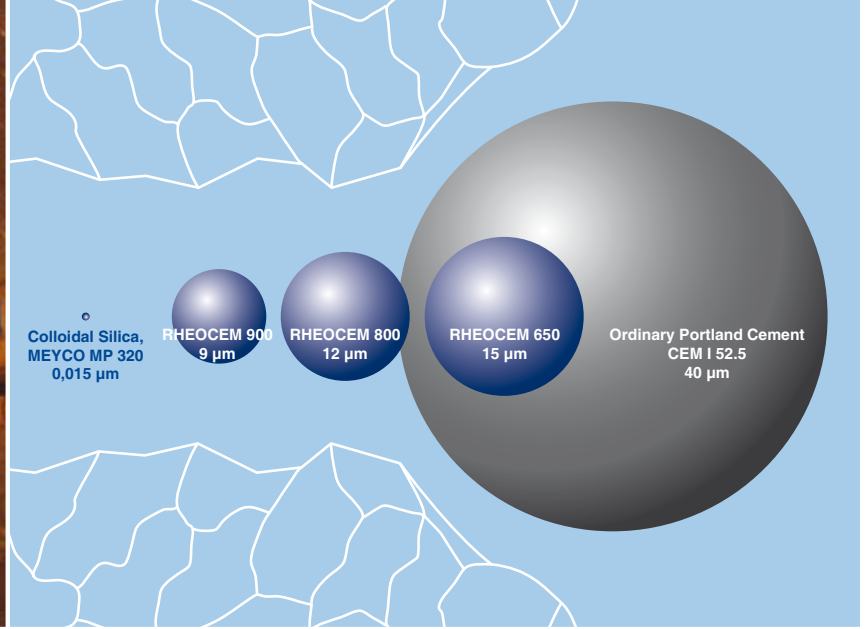 Colloidal Silica,
MEYCO MP 320
0,015 µm
RHEOCEM 900
9 µm
RHEOCEM 800
12 µm
RHEOCEM 650
15 µm
Ordinary Portland Cement
CEM I 52.5
40 µm